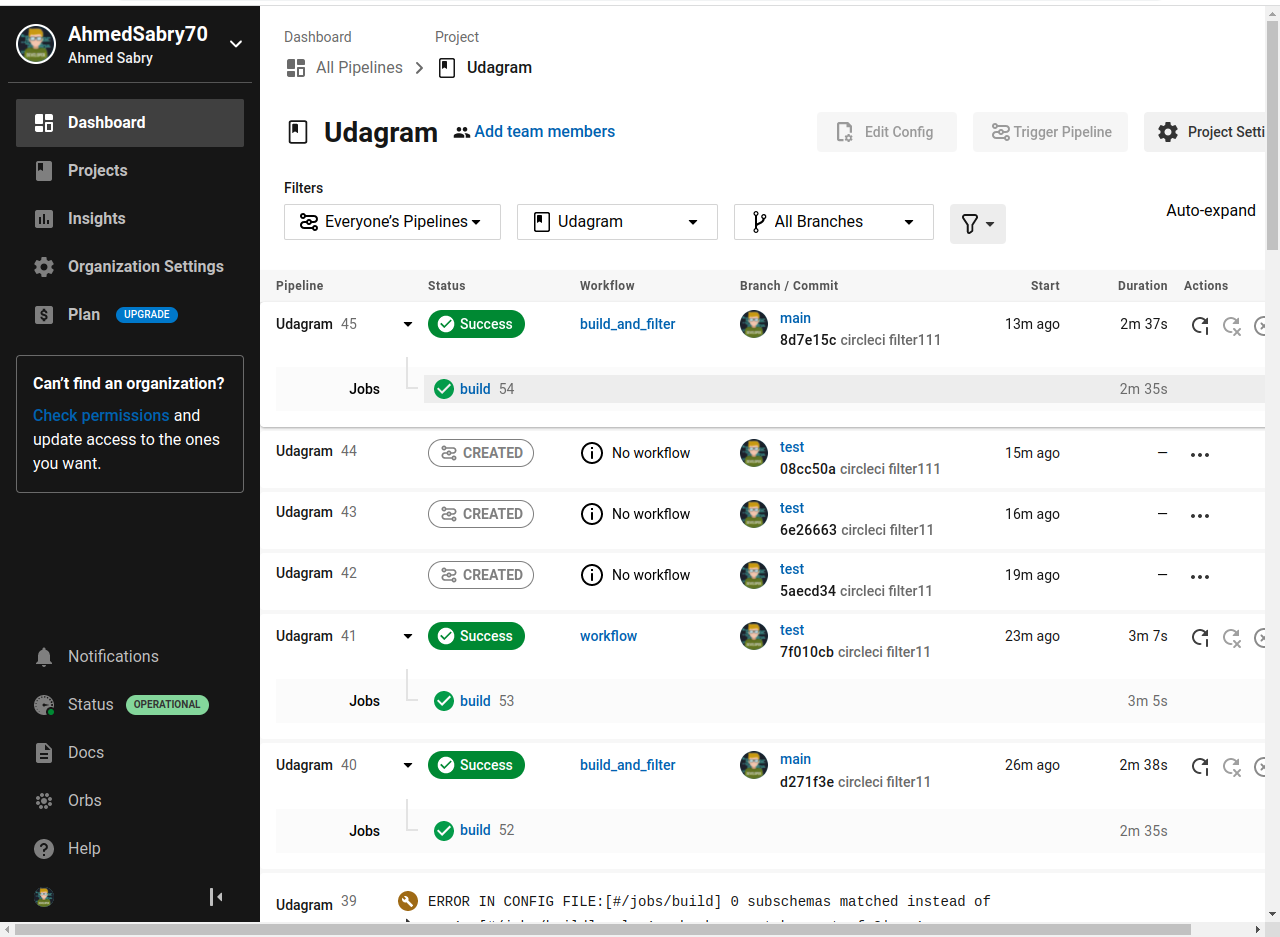 AhmedSabry70
Ahmed Sabry
Dashboard
Projects
Insights
Organization Settings
Plan UPGRADE
Can't find an organization?
Check permissions and
update access to the ones
you want.
Notifications
Status OPERATIONAL
Docs
Orbs
Help
Dashboard Project
All Pipelines Udagram
Udagram Add team members Edit Config Trigger Pipeline Project Setti
Filters
Everyone's Pipelines Udagram All Branches Auto-expand
Pipeline Status Workflow Branch / Commit Start Duration Actions
Udagram 45 Success build_and_filter main 13m ago 2m 37s
8d7e15c circleci filter111
Jobs build 54 2m 35s
Udagram 44 CREATED No workflow test 15m ago –
08cc50a circleci filter111
Udagram 43 CREATED No workflow test 16m ago –
6e26663 circleci filter11
Udagram 42 CREATED No workflow test 19m ago –
5aecd34 circleci filter11
Udagram 41 Success workflow test 23m ago 3m 7s
7f010cb circleci filter11
Jobs build 53 3m 5s
Udagram 40 Success build_and_filter main 26m ago 2m 38s
d271f3e circleci filter11
Jobs build 52 2m 35s
Udagram 39 ERROR IN CONFIG FILE:[#/jobs/build] 0 subschemas matched instead of